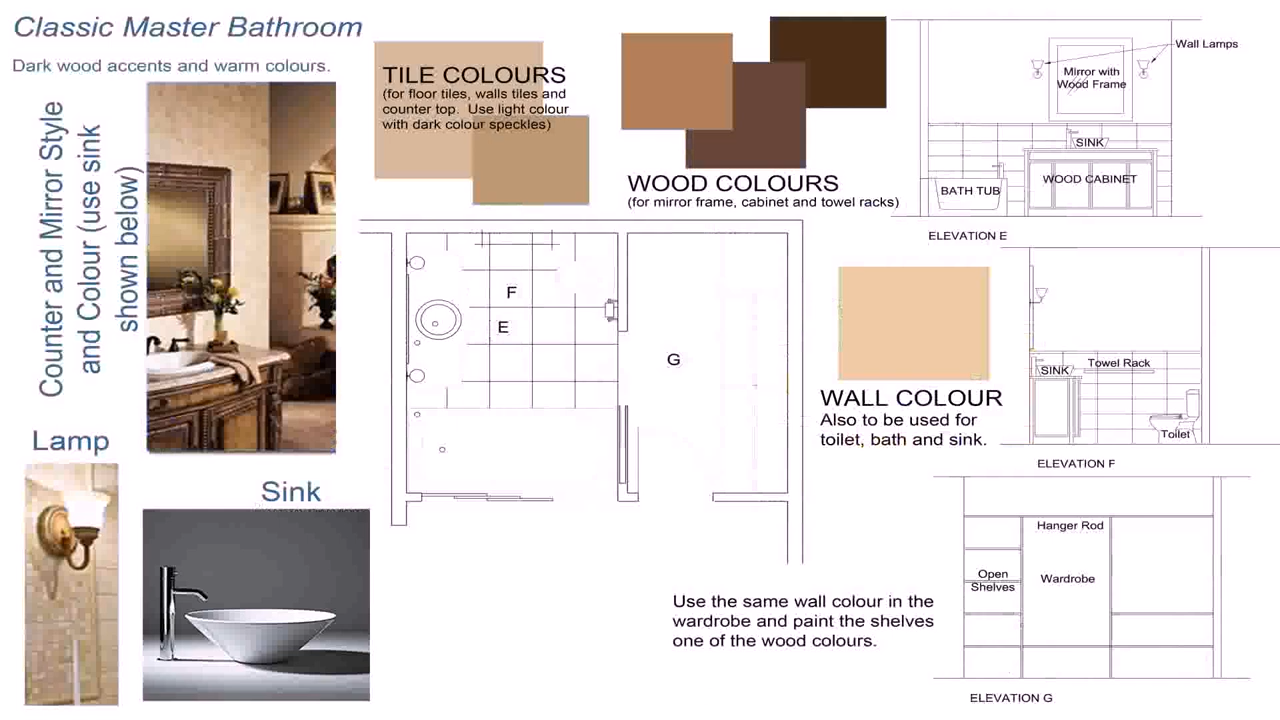 Classic Master Bathroom
Dark wood accents and warm colours.
Counter and Mirror Style
and Colour (use sink
shown below)
Lamp
Sink
TILE COLOURS
(for floor tiles, walls tiles and
counter top. Use light colour
with dark colour speckles)
WOOD COLOURS
(for mirror frame, cabinet and towel racks)
F
E
G
WALL COLOUR
Also to be used for
toilet, bath and sink.
Use the same wall colour in the
wardrobe and paint the shelves
one of the wood colours.
Wall Lamps
Mirror with
Wood Frame
SINK
BATH TUB
WOOD CABINET
ELEVATION E
Towel Rack
SINK
Toilet
ELEVATION F
Hanger Rod
Open
Shelves
Wardrobe
ELEVATION G